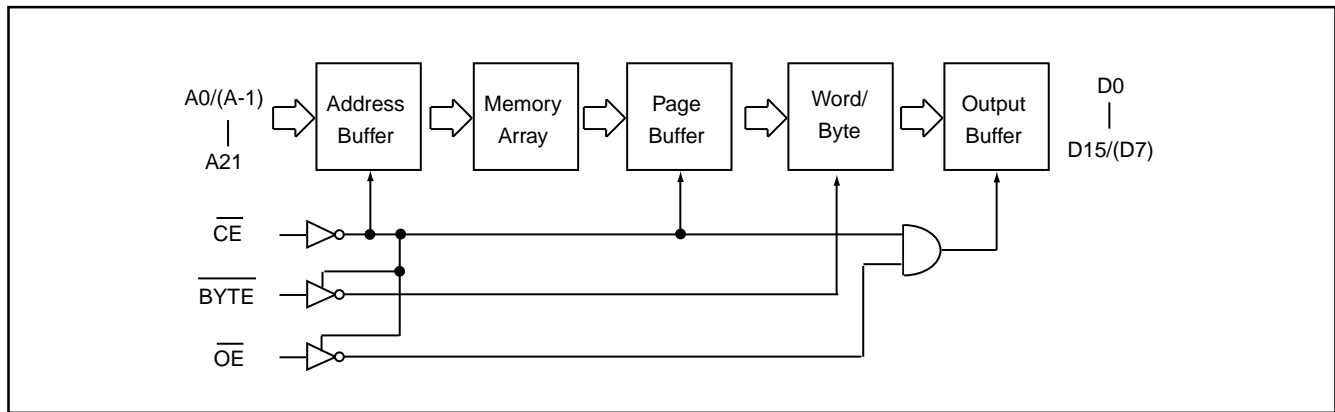 A0/(A-1)
A21
Address
Buffer
Memory
Array
Page
Buffer
Word/
Byte
Output
Buffer
D0
D15/(D7)
CE
BYTE
OE